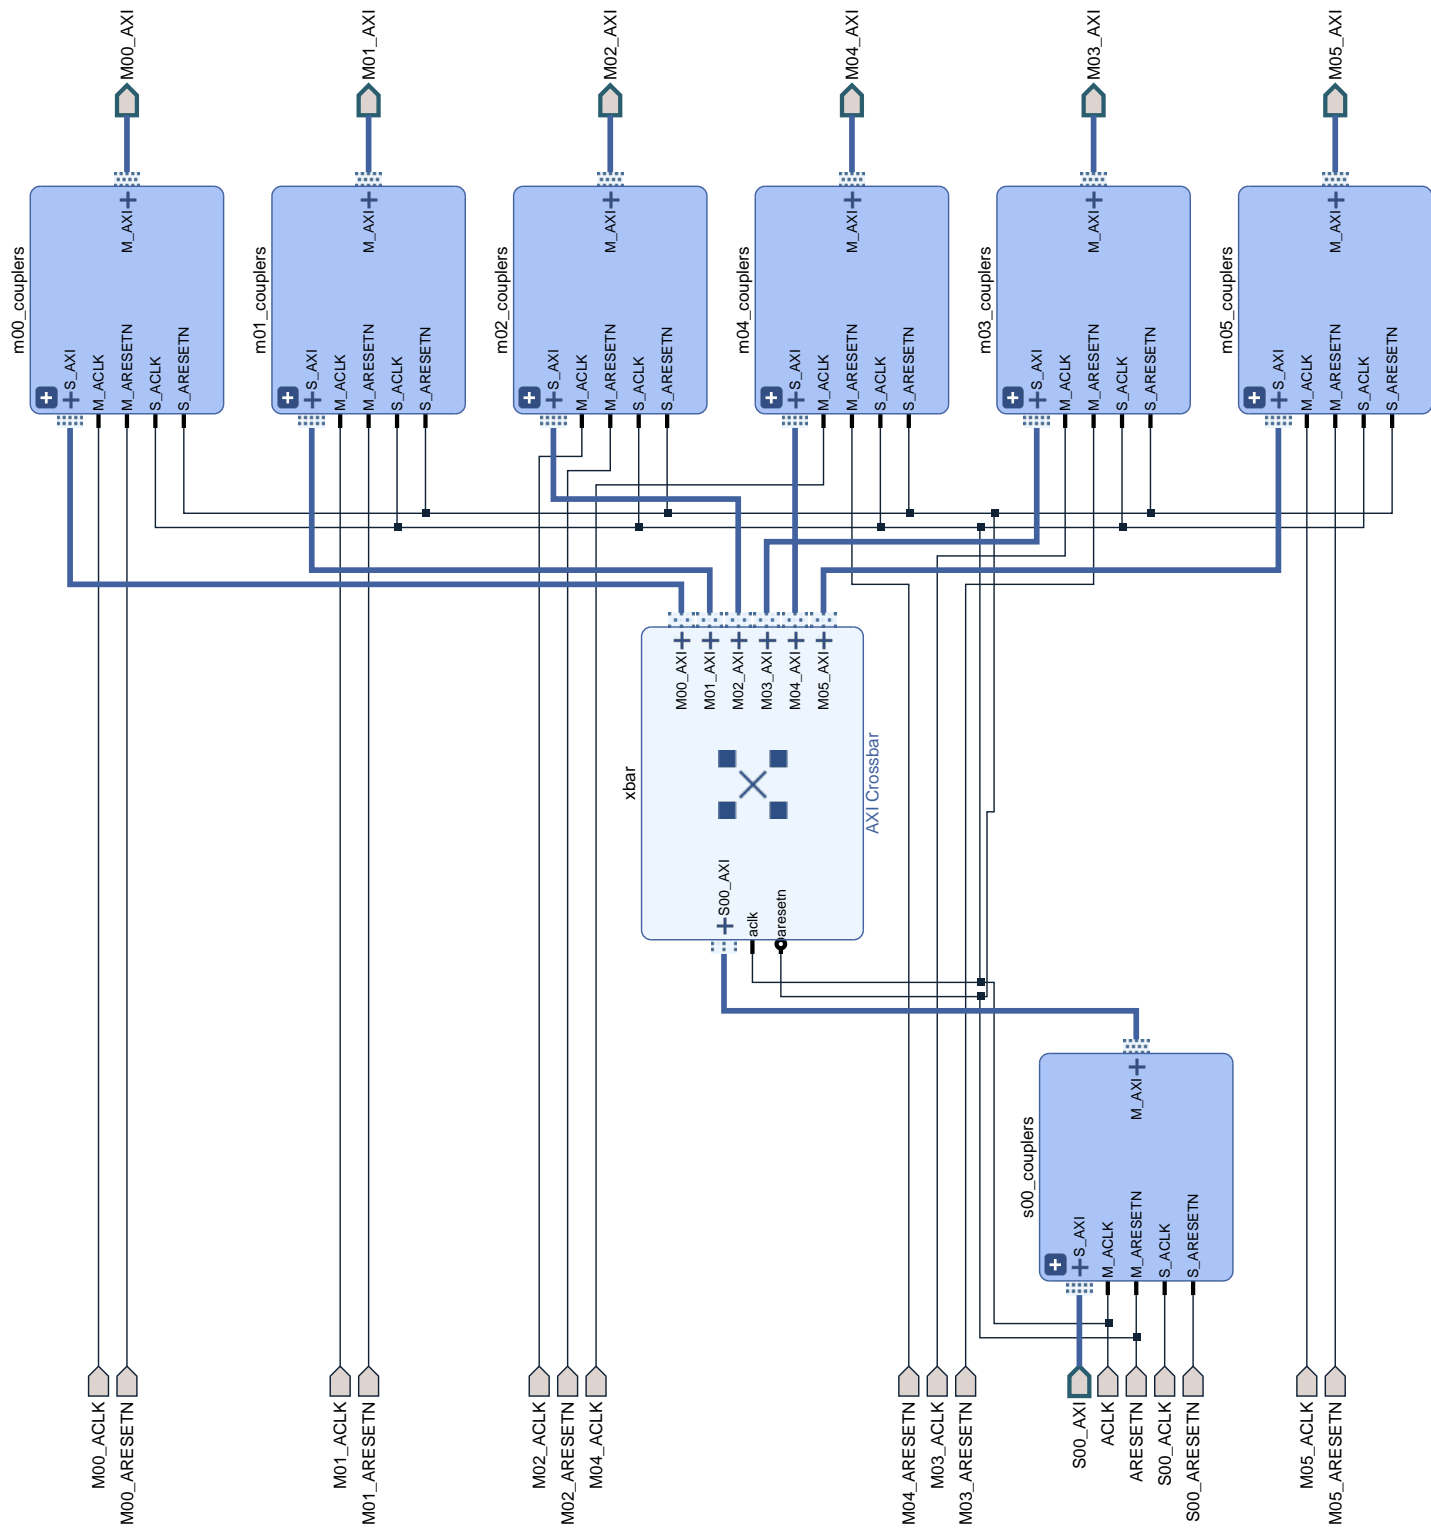 M00_AXI
M01_AXI
M02_AXI
M04_AXI
M03_AXI
M05_AXI
m00_couplers
S_AXI
M_ACLK
M_ARESETN
S_ACLK
S_ARESETN
M_AXI
m01_couplers
S_AXI
M_ACLK
M_ARESETN
S_ACLK
S_ARESETN
M_AXI
m02_couplers
S_AXI
M_ACLK
M_ARESETN
S_ACLK
S_ARESETN
M_AXI
m04_couplers
S_AXI
M_ACLK
M_ARESETN
S_ACLK
S_ARESETN
M_AXI
m03_couplers
S_AXI
M_ACLK
M_ARESETN
S_ACLK
S_ARESETN
M_AXI
m05_couplers
S_AXI
M_ACLK
M_ARESETN
S_ACLK
S_ARESETN
M_AXI
xbar
M00_AXI
M01_AXI
M02_AXI
M03_AXI
M04_AXI
M05_AXI
S00_AXI
aclk
aresetn
AXI Crossbar
s00_couplers
S_AXI
M_ACLK
M_ARESETN
S_ACLK
S_ARESETN
M_AXI
M00_ACLK
M00_ARESETN
M01_ACLK
M01_ARESETN
M02_ACLK
M02_ARESETN
M04_ACLK
M04_ARESETN
M03_ACLK
M03_ARESETN
S00_AXI
ACLK
ARESETN
S00_ACLK
S00_ARESETN
M05_ACLK
M05_ARESETN